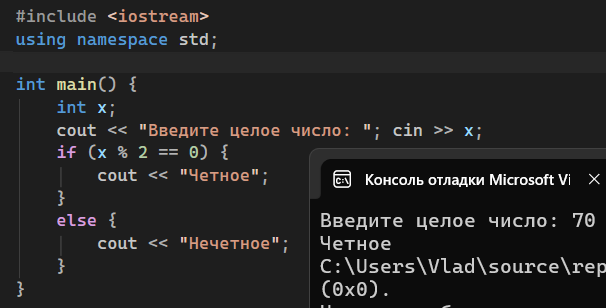 #include <iostream>
using namespace std;
int main() {
int x;
cout << "Введите целое число: "; cin >> x;
if (x % 2 == 0) {
cout << "Четное";
}
else {
cout << "Нечетное";
}
}
Консоль отладки Microsoft Vi
Введите целое число: 70
Четное
C:\Users\Vlad\source\rep
(0x0).